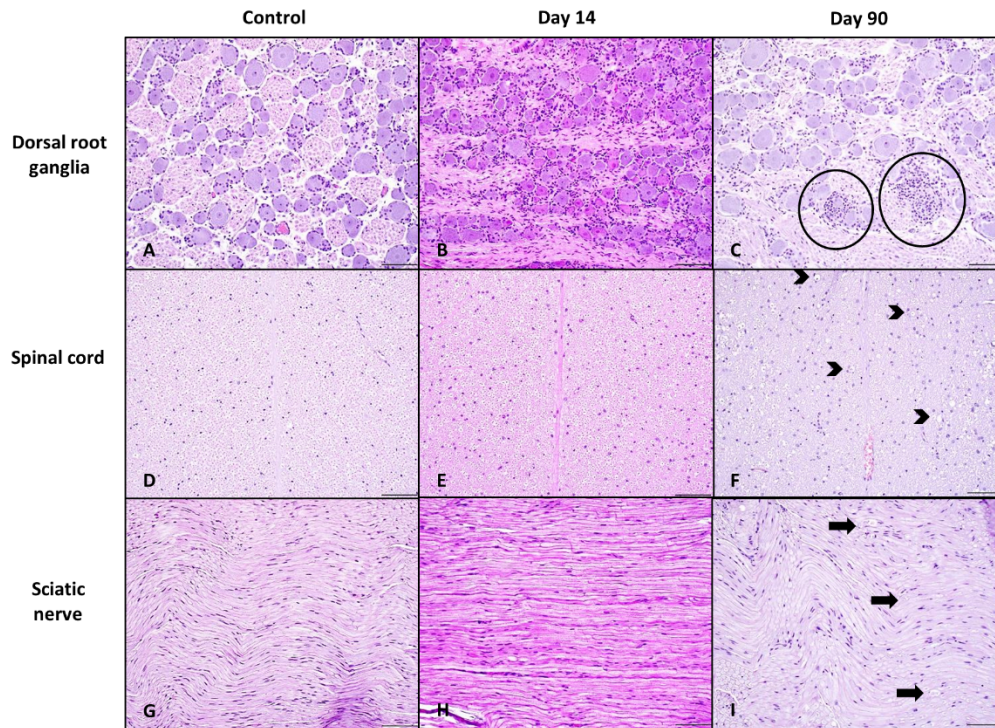 Control
Day 14
Day 90
Dorsal root
ganglia
A
B
C
Spinal cord
D
E
F
Sciatic
nerve
G
H
I